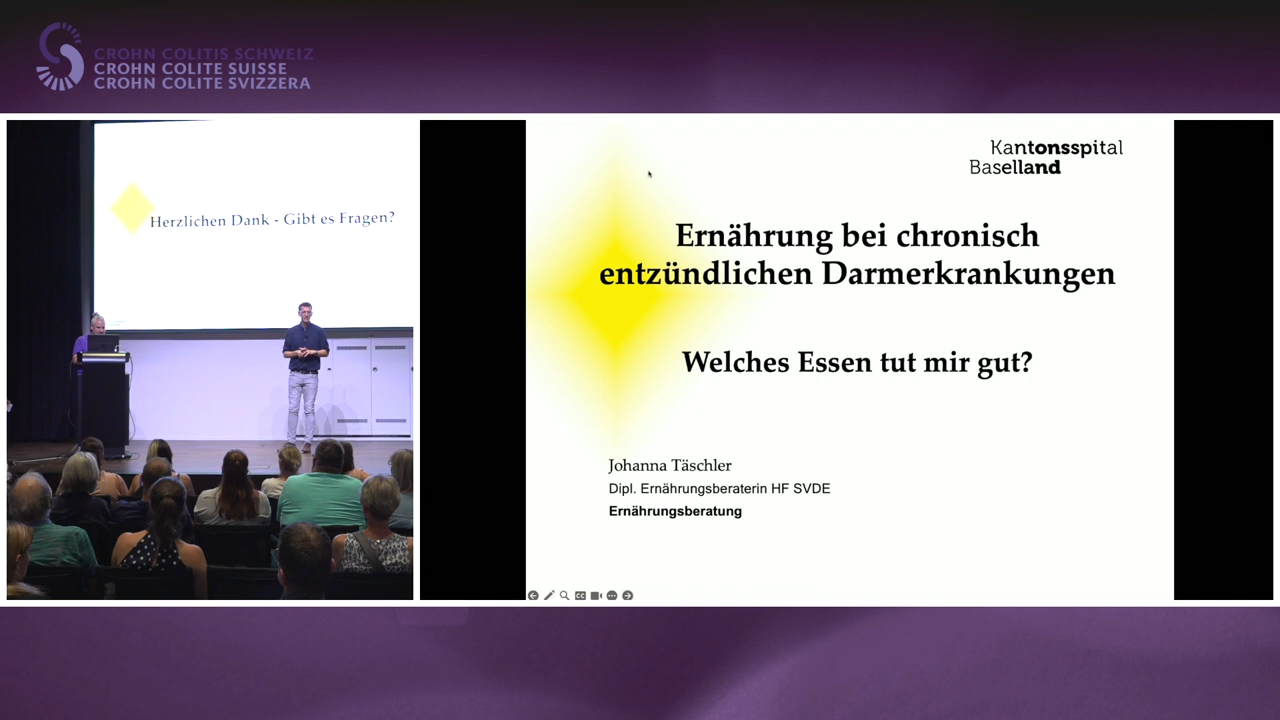 CROHN COLITIS SCHWEIZ
CROHN COLITE SUISSE
CROHN COLITE SVIZZERA
Herzlichen Dank - Gibt es Fragen?
Kantonsspital
Baselland
Ernährung bei chronisch
entzündlichen Darmerkrankungen
Welches Essen tut mir gut?
Johanna Täschler
Dipl. Ernährungsberaterin HF SVDE
Ernährungsberatung
CC